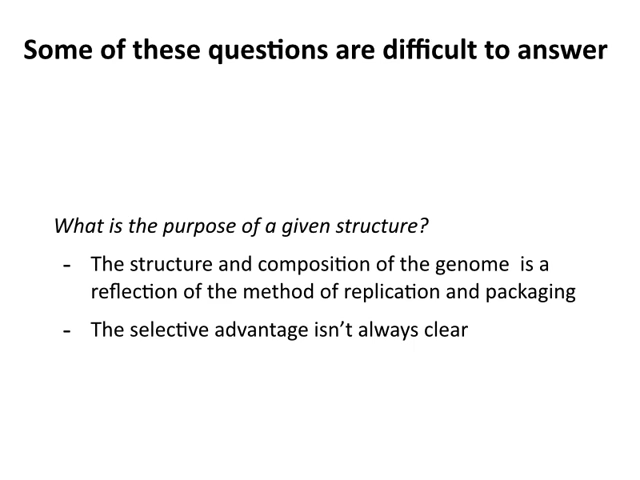 Some of these questions are difficult to answer
What is the purpose of a given structure?
- The structure and composition of the genome  is a
reflection of the method of replication and packaging
- The selective advantage isn’t always clear